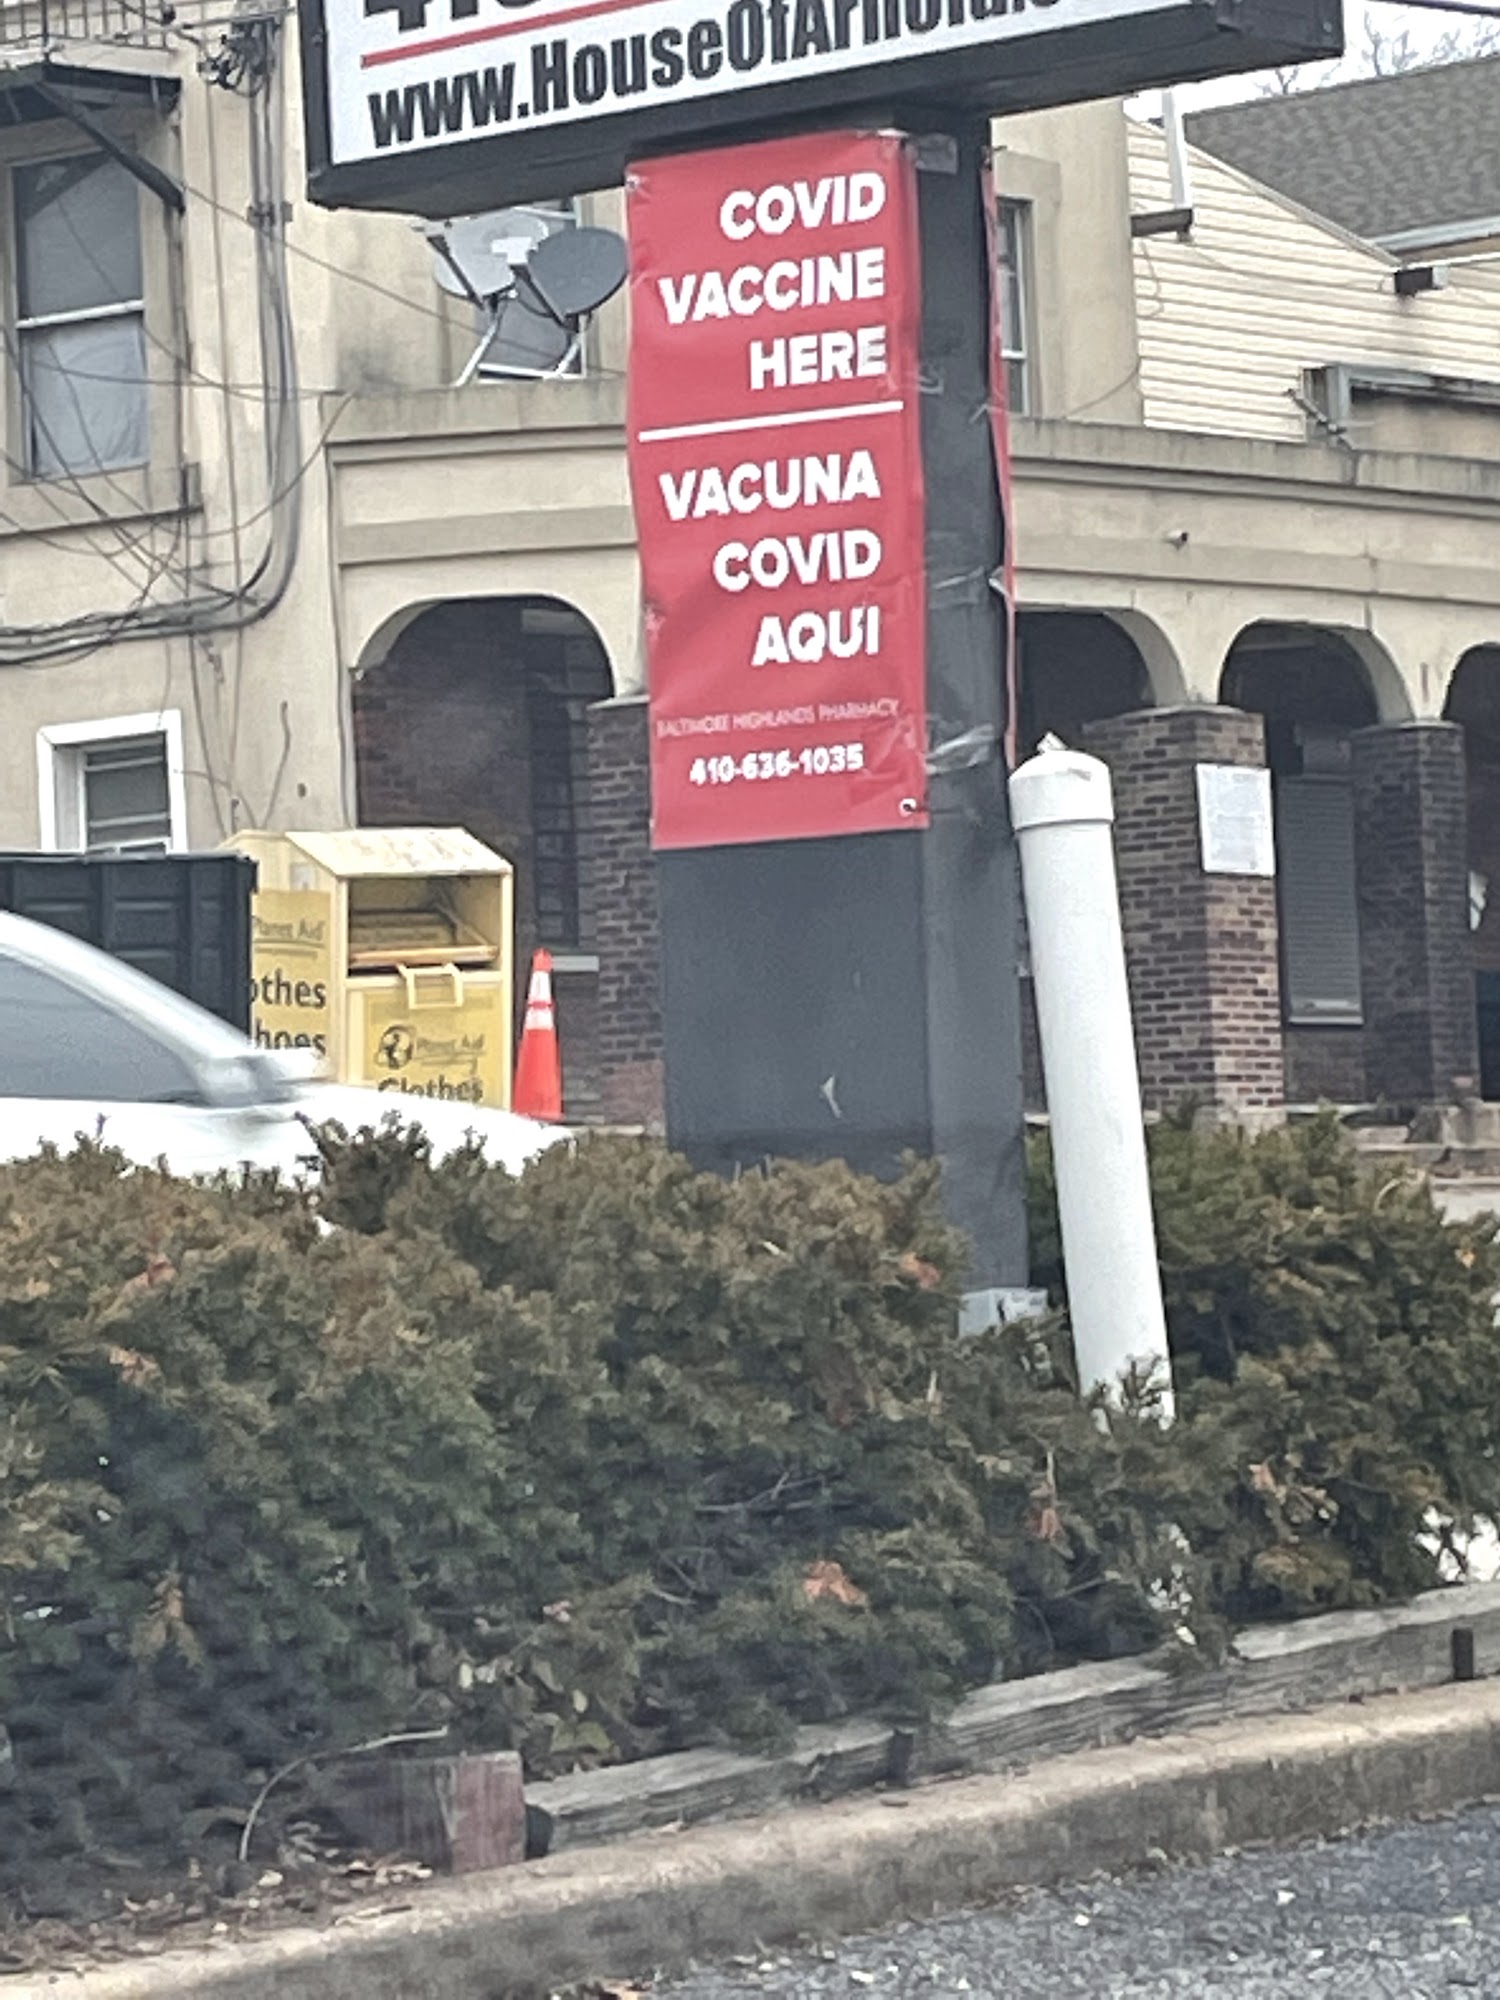 www.HouseOfArnold.
COVID
VACCINE
HERE
VACUNA
COVID
AQUI
BALTIMORE HIGHLANDS PHARMACY
410-636-1035
Planet Aid
othes
hoes
Planet Aid
Clothes